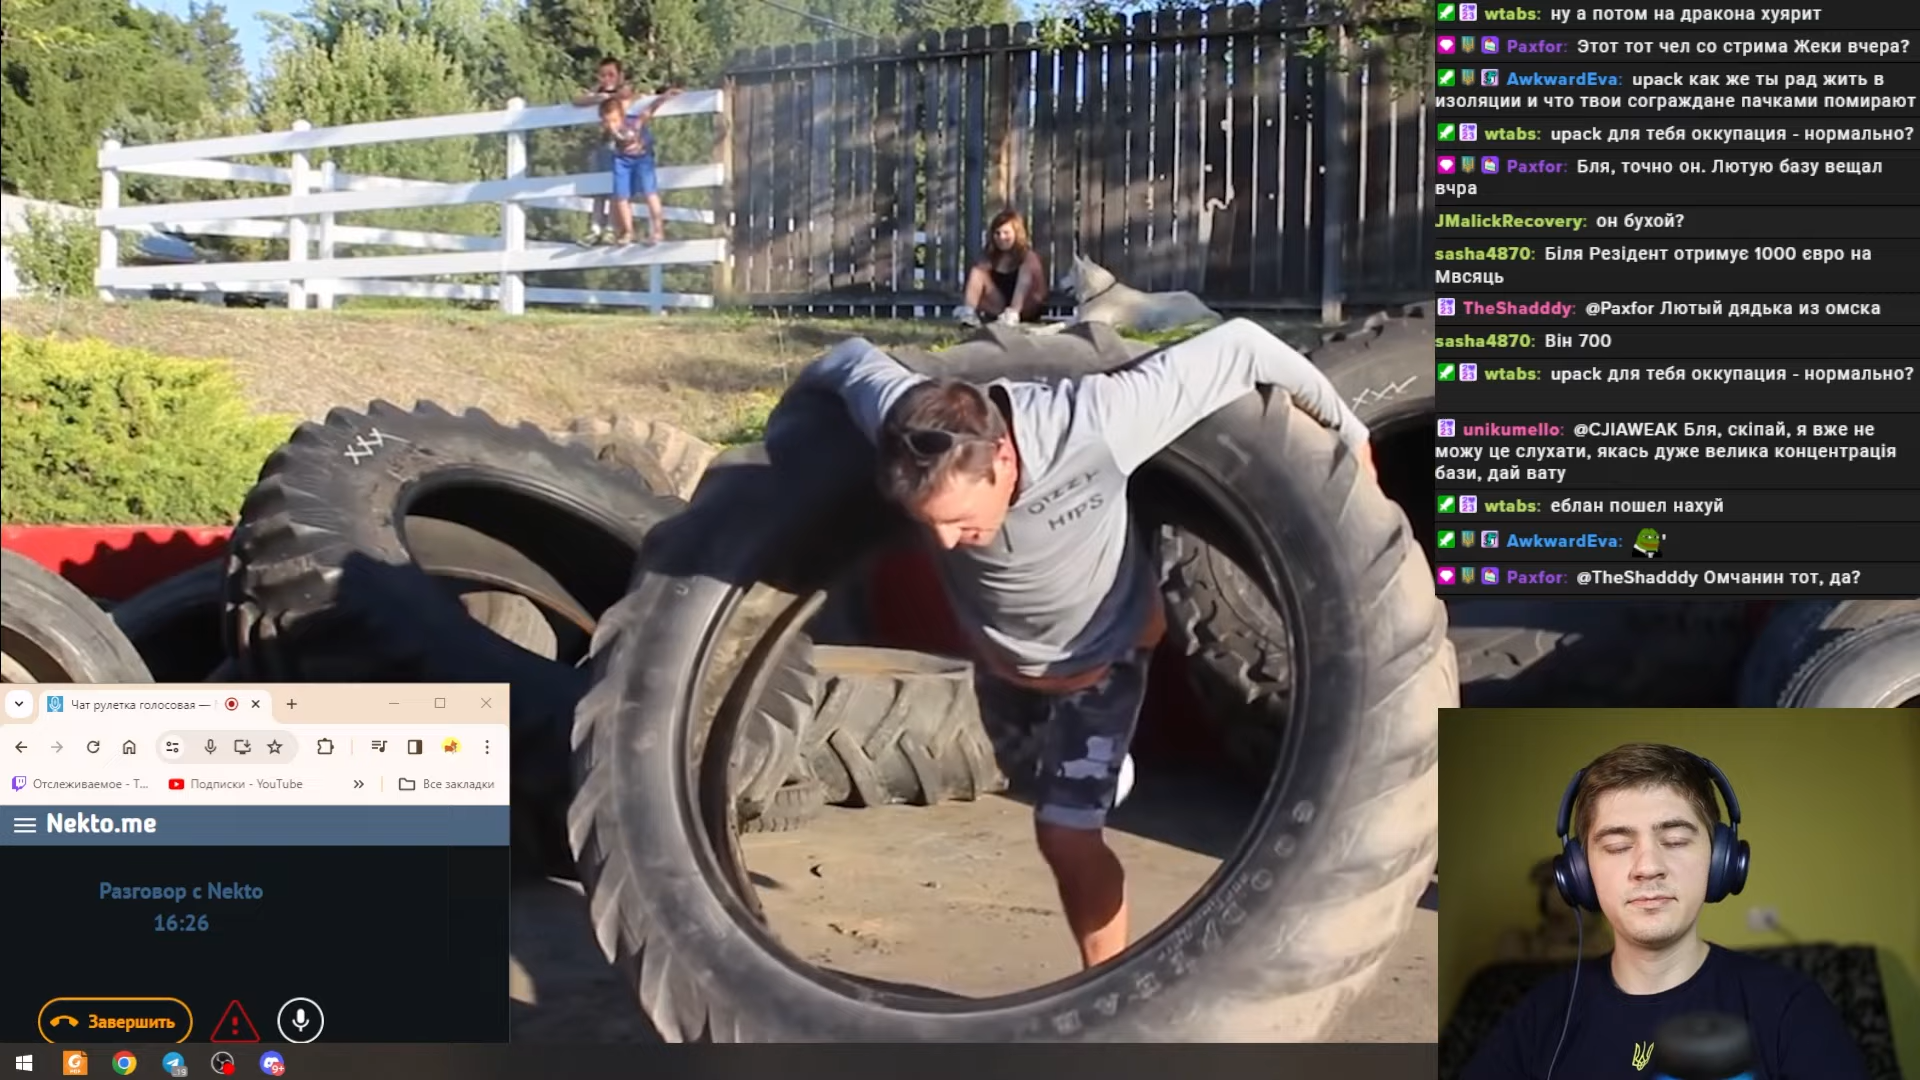 wtabs: ну а потом на дракона хуярит
Paxfor: Этот тот чел со стрима Жеки вчера?
AwkwardEva: upack как же ты рад жить в
изоляции и что твои сограждане пачками помирают
wtabs: upack для тебя оккупация - нормально?
Paxfor: Бля, точно он. Лютую базу вещал
вчра
JMalickRecovery: он бухой?
sasha4870: Біля Резідент отримує 1000 євро на
Мвсяць
TheShadddy: @Paxfor Лютый дядька из омска
sasha4870: Він 700
wtabs: upack для тебя оккупация - нормально?
unikumello: @CJIAWEAK Бля, скіпай, я вже не
можу це слухати, якась дуже велика концентрація
бази, дай вату
wtabs: еблан пошел нахуй
AwkwardEva:
Paxfor: @TheShadddy Омчанин тот, да?
XXX
XXX
DIZZY
HIPS
Чат рулетка голосовая —
Отслеживаемое - T...
Подписки - YouTube
Все закладки
Nekto.me
Разговор с Nekto
16:26
Завершить
19
9+